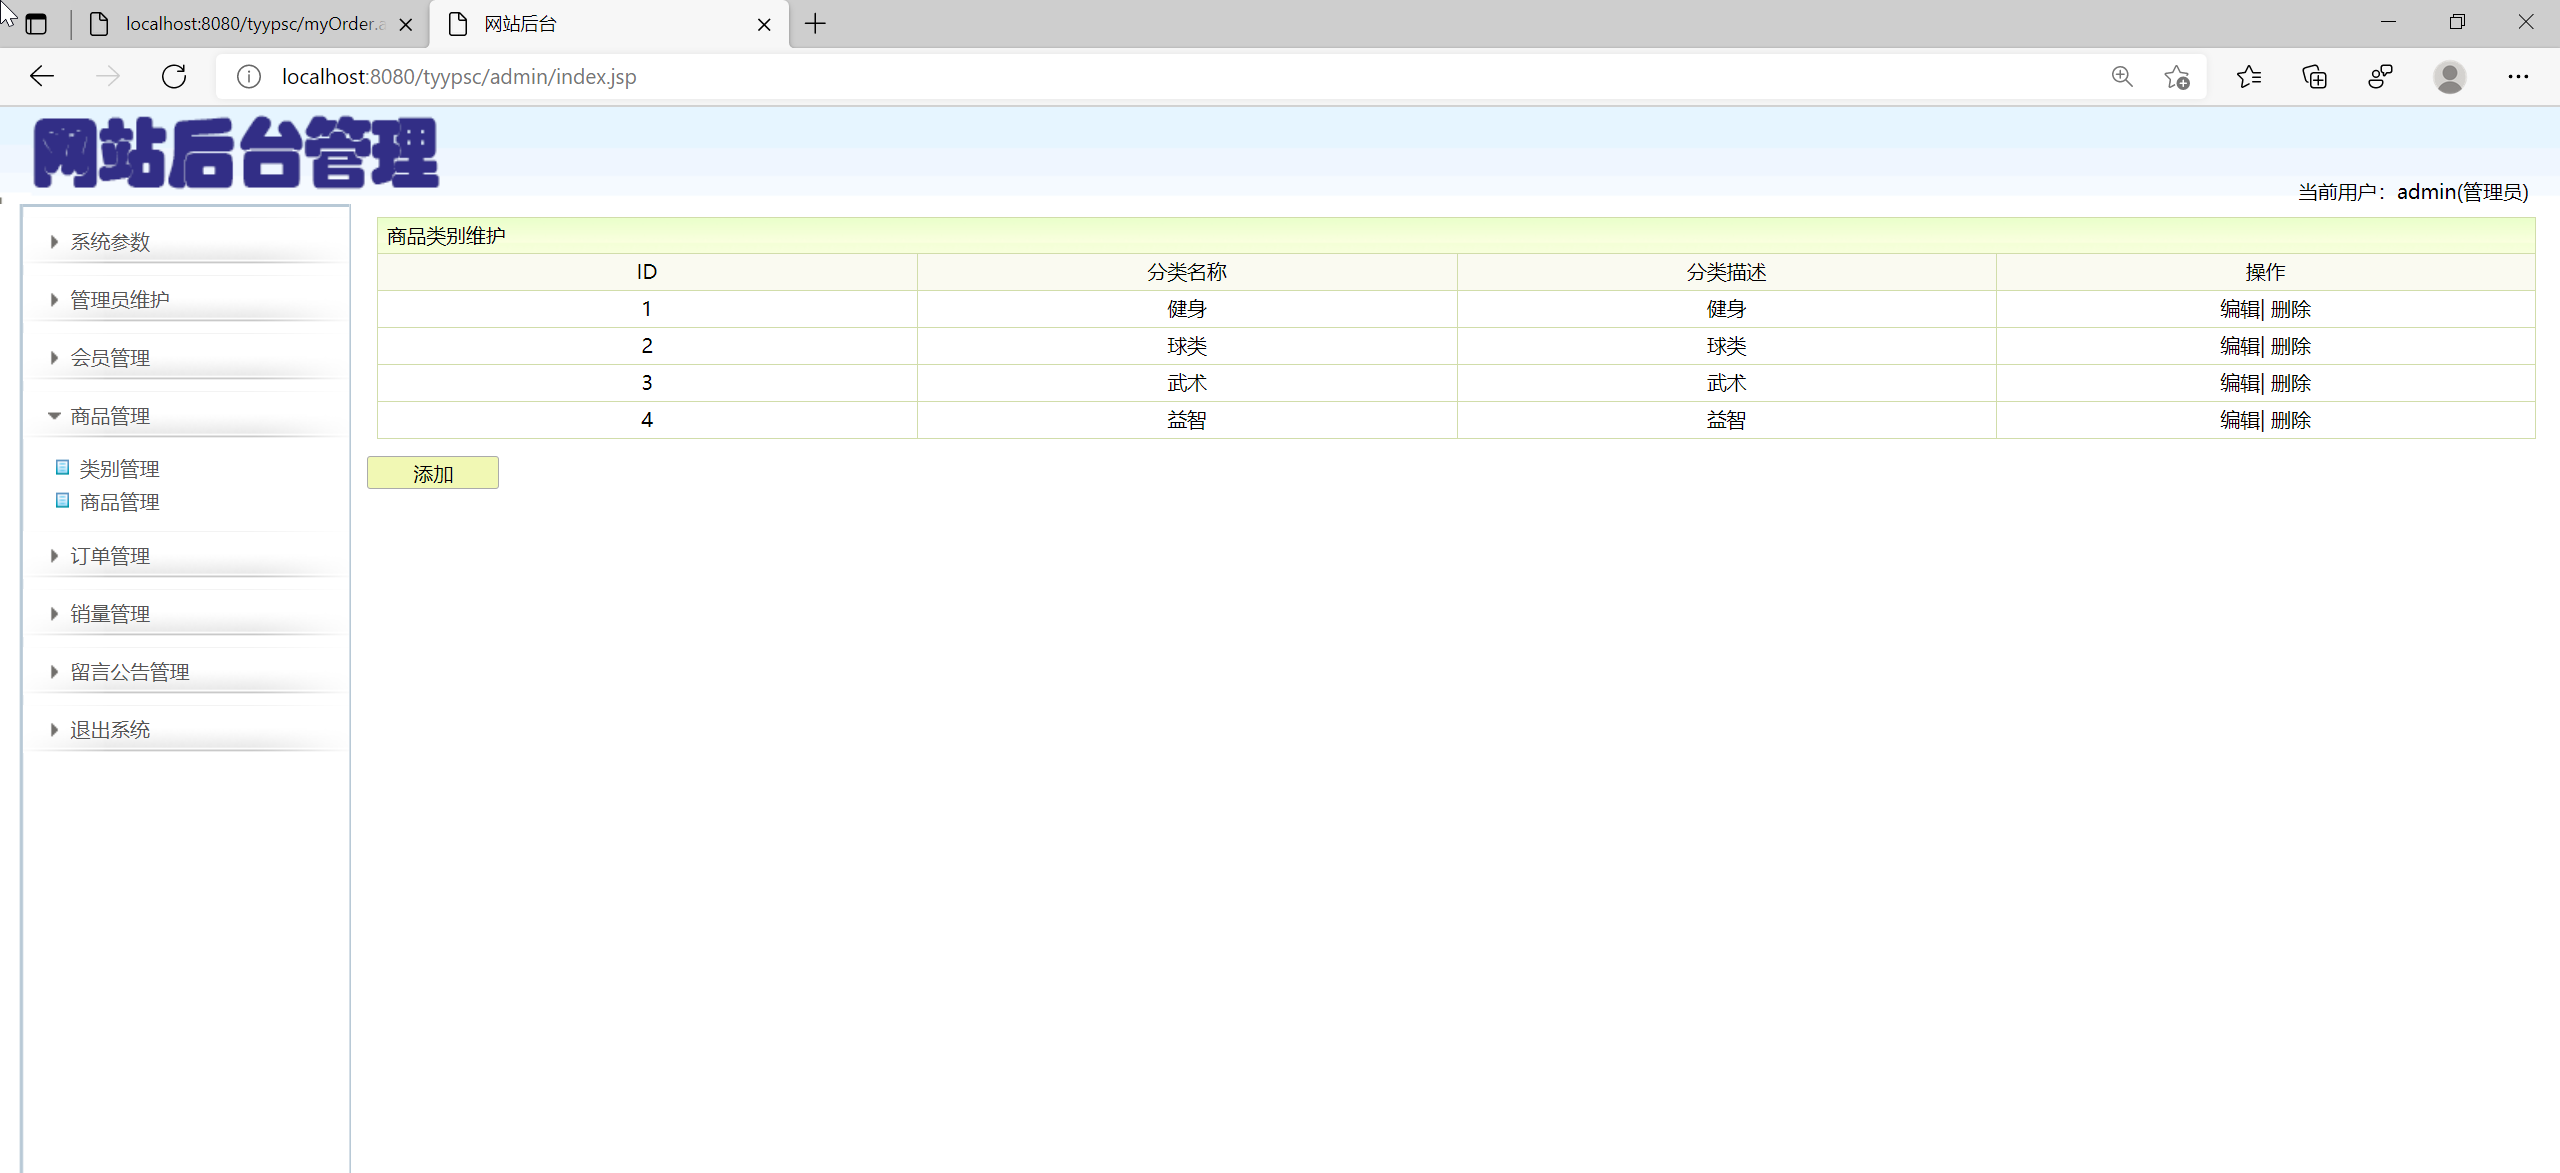 localhost:8080/tyypsc/myOrder.a
网站后台
localhost:8080/tyypsc/admin/index.jsp
网站后台管理
当前用户：admin(管理员)
系统参数
管理员维护
会员管理
商品管理
类别管理
商品管理
订单管理
销量管理
留言公告管理
退出系统
商品类别维护
ID 分类名称 分类描述 操作
1 健身 健身 编辑| 删除
2 球类 球类 编辑| 删除
3 武术 武术 编辑| 删除
4 益智 益智 编辑| 删除
添加